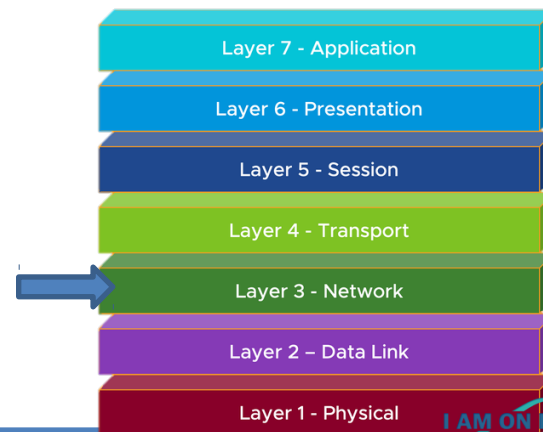 Layer 7 - Application
Layer 6 - Presentation
Layer 5 - Session
Layer 4 - Transport
Layer 3 - Network
Layer 2 – Data Link
Layer 1 - Physical
I AM ON